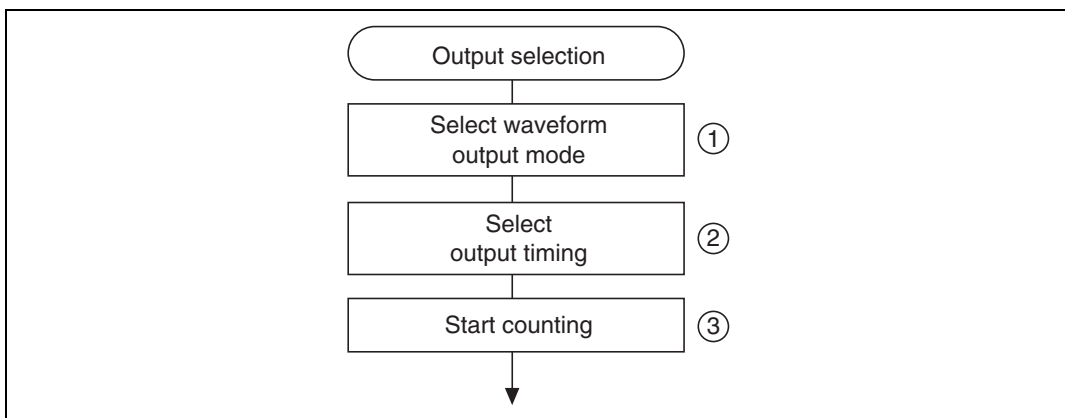 Output selection
Select waveform
output mode
①
Select
output timing
②
Start counting
③